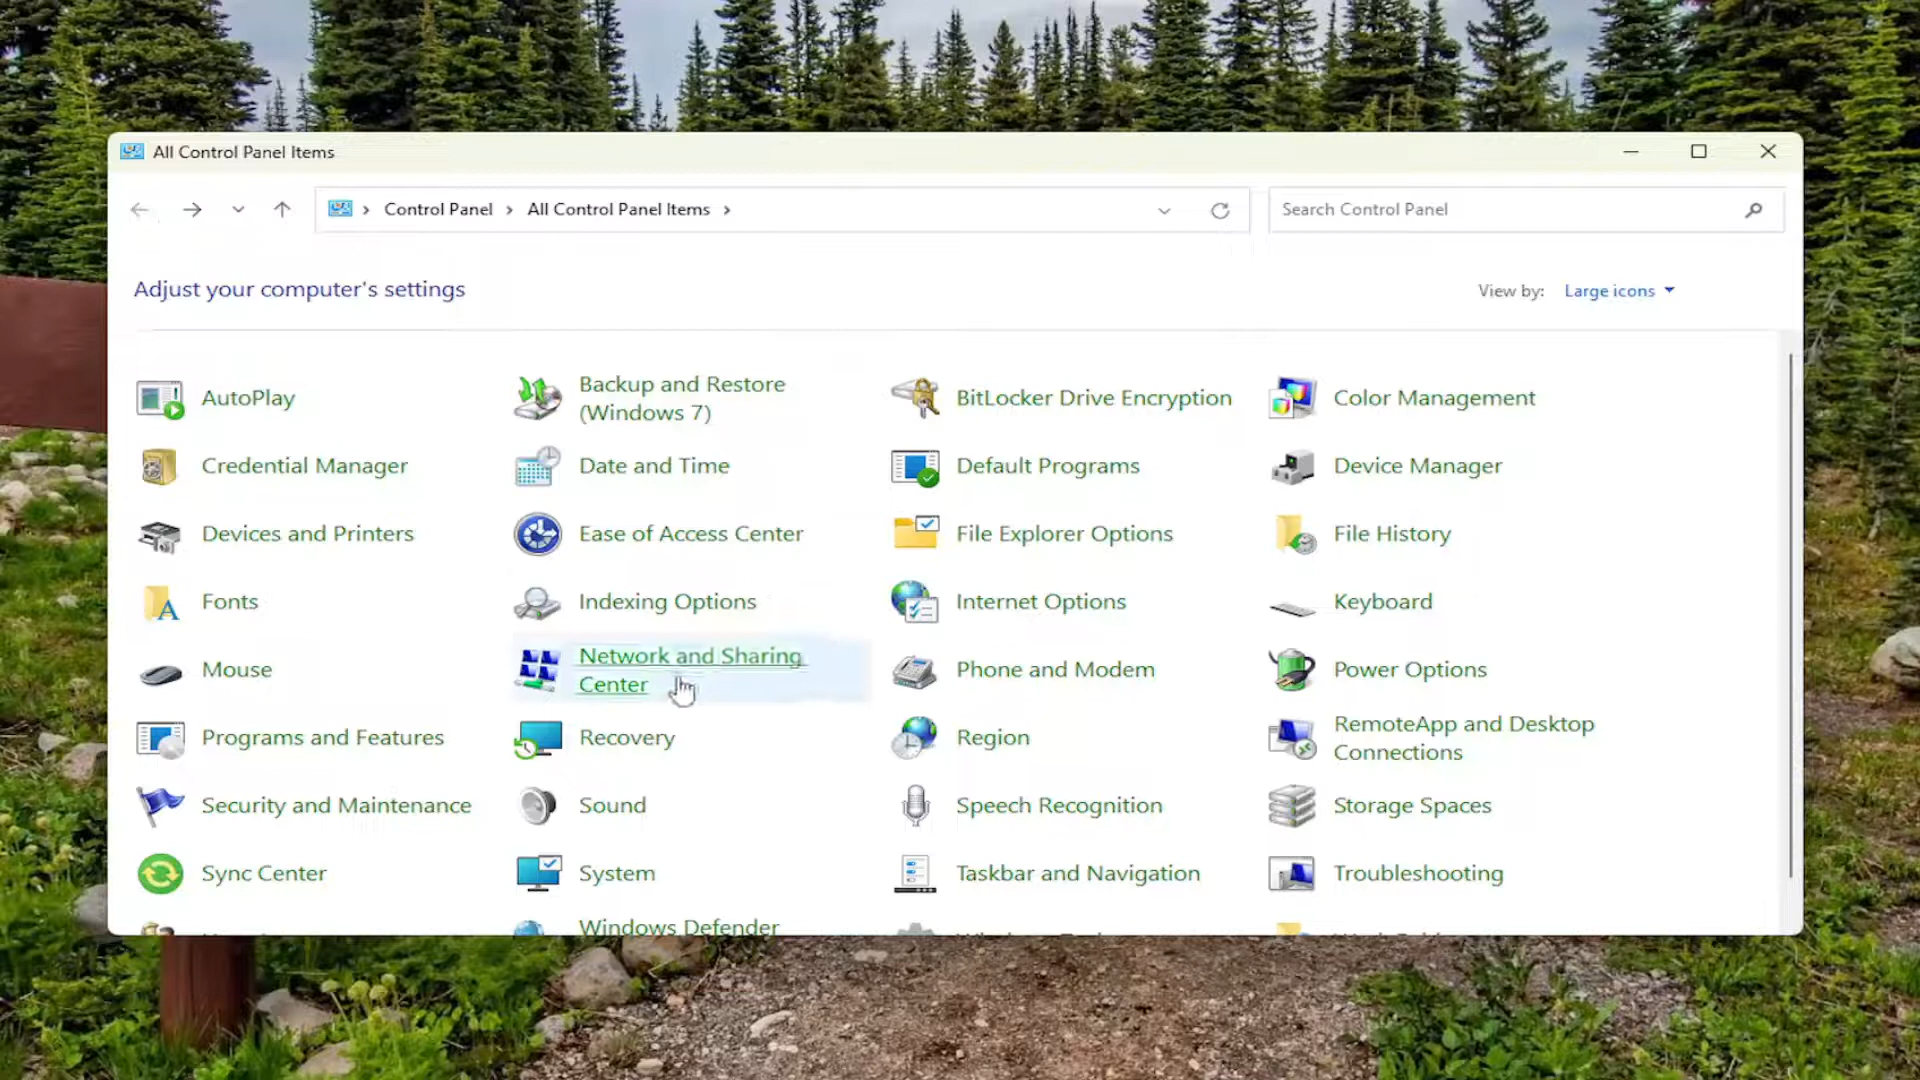 All Control Panel Items
Control Panel
All Control Panel Items
Search Control Panel
Adjust your computer's settings
View by: Large icons
AutoPlay
Backup and Restore
(Windows 7)
BitLocker Drive Encryption
Color Management
Credential Manager
Date and Time
Default Programs
Device Manager
Devices and Printers
Ease of Access Center
File Explorer Options
File History
Fonts
Indexing Options
Internet Options
Keyboard
Mouse
Network and Sharing
Center
Phone and Modem
Power Options
Programs and Features
Recovery
Region
RemoteApp and Desktop
Connections
Security and Maintenance
Sound
Speech Recognition
Storage Spaces
Sync Center
System
Taskbar and Navigation
Troubleshooting
Windows Defender